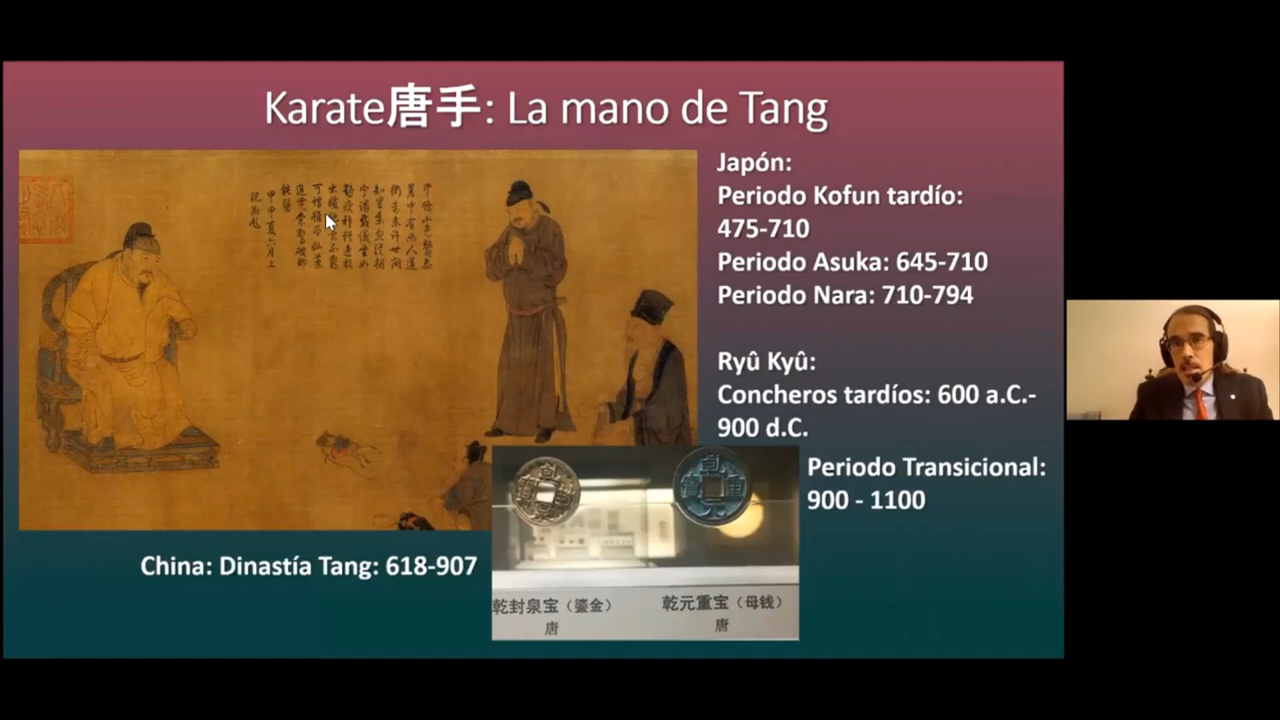 Karate唐手: La mano de Tang
Japón:
Periodo Kofun tardío:
475-710
Periodo Asuka: 645-710
Periodo Nara: 710-794
Ryû Kyû:
Concheros tardíos: 600 a.C.-
900 d.C.
Periodo Transicional:
900 - 1100
China: Dinastía Tang: 618-907
乾封泉宝（鎏金）
唐
乾元重宝（母钱）
唐